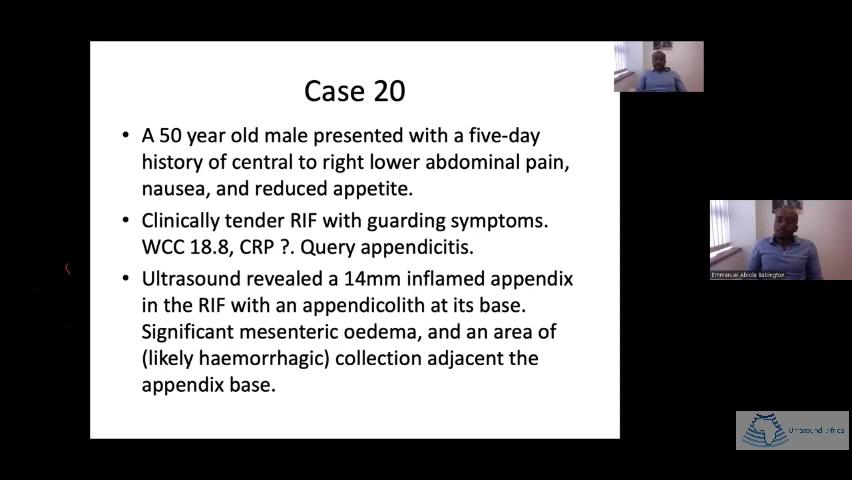 Case 20
• A 50 year old male presented with a five-day
history of central to right lower abdominal pain,
nausea, and reduced appetite.
• Clinically tender RIF with guarding symptoms.
WCC 18.8, CRP ?. Query appendicitis.
• Ultrasound revealed a 14mm inflamed appendix
in the RIF with an appendicolith at its base.
Significant mesenteric oedema, and an area of
(likely haemorrhagic) collection adjacent the
appendix base.
Emmanuel Abiola Babington
Ultrasound Africa